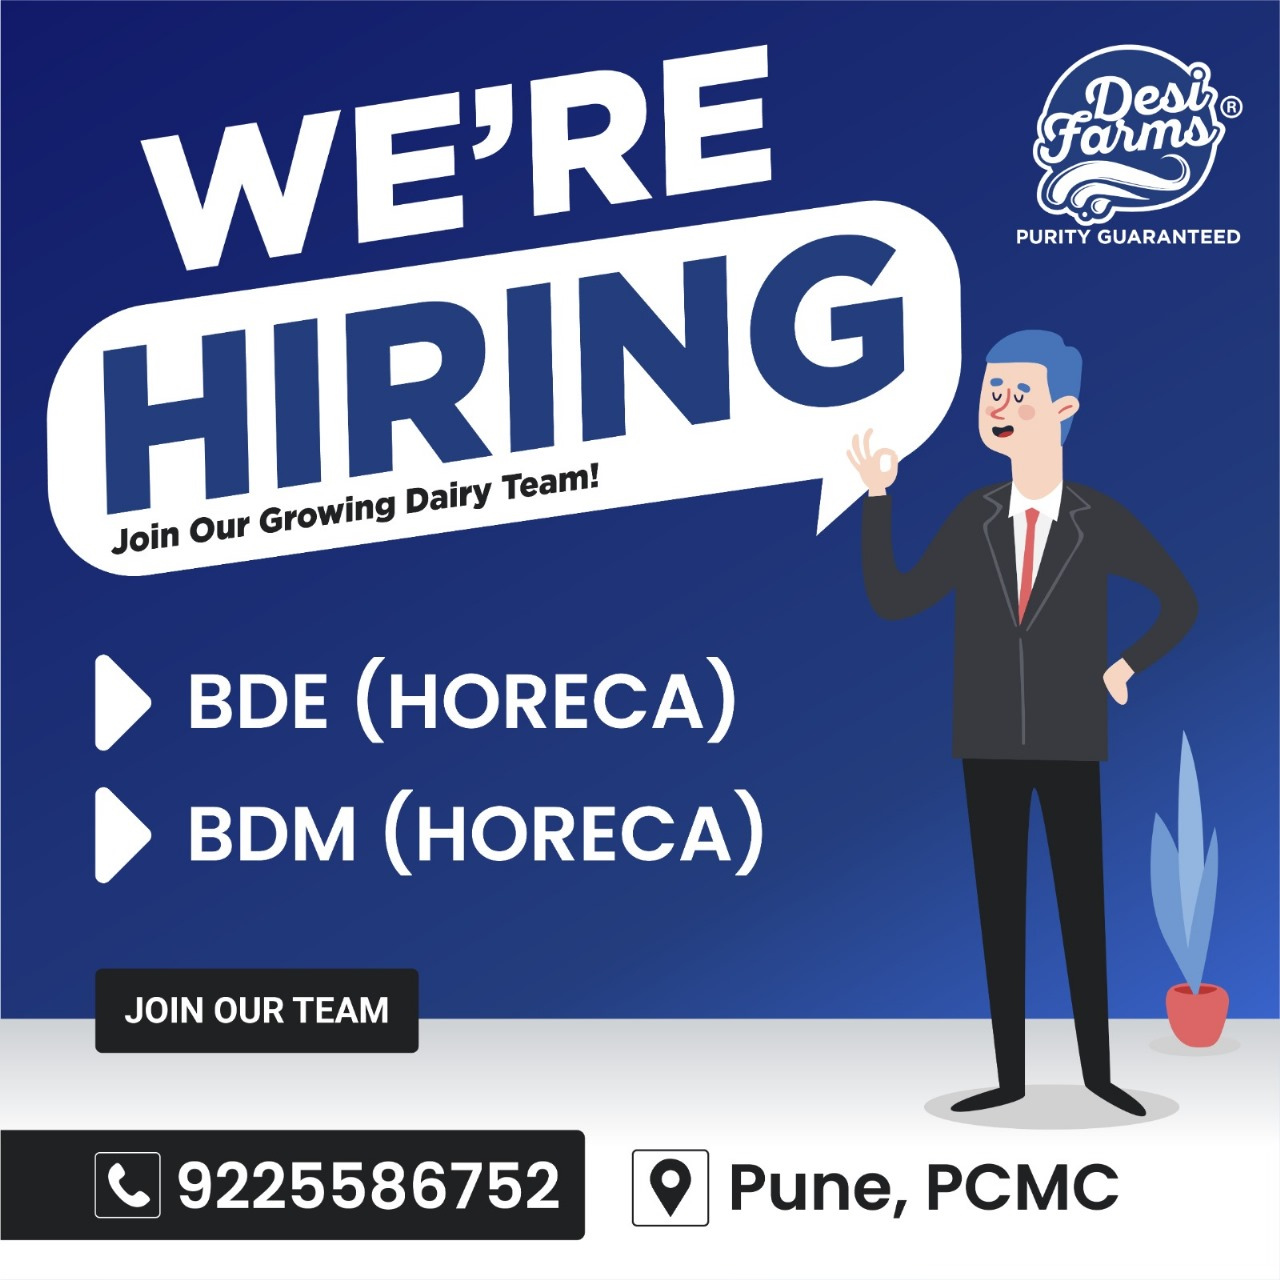 WE'RE
HIRING
Join Our Growing Dairy Team!
Desi
Farms ®
PURITY GUARANTEED
BDE (HORECA)
BDM (HORECA)
JOIN OUR TEAM
9225586752
Pune, PCMC